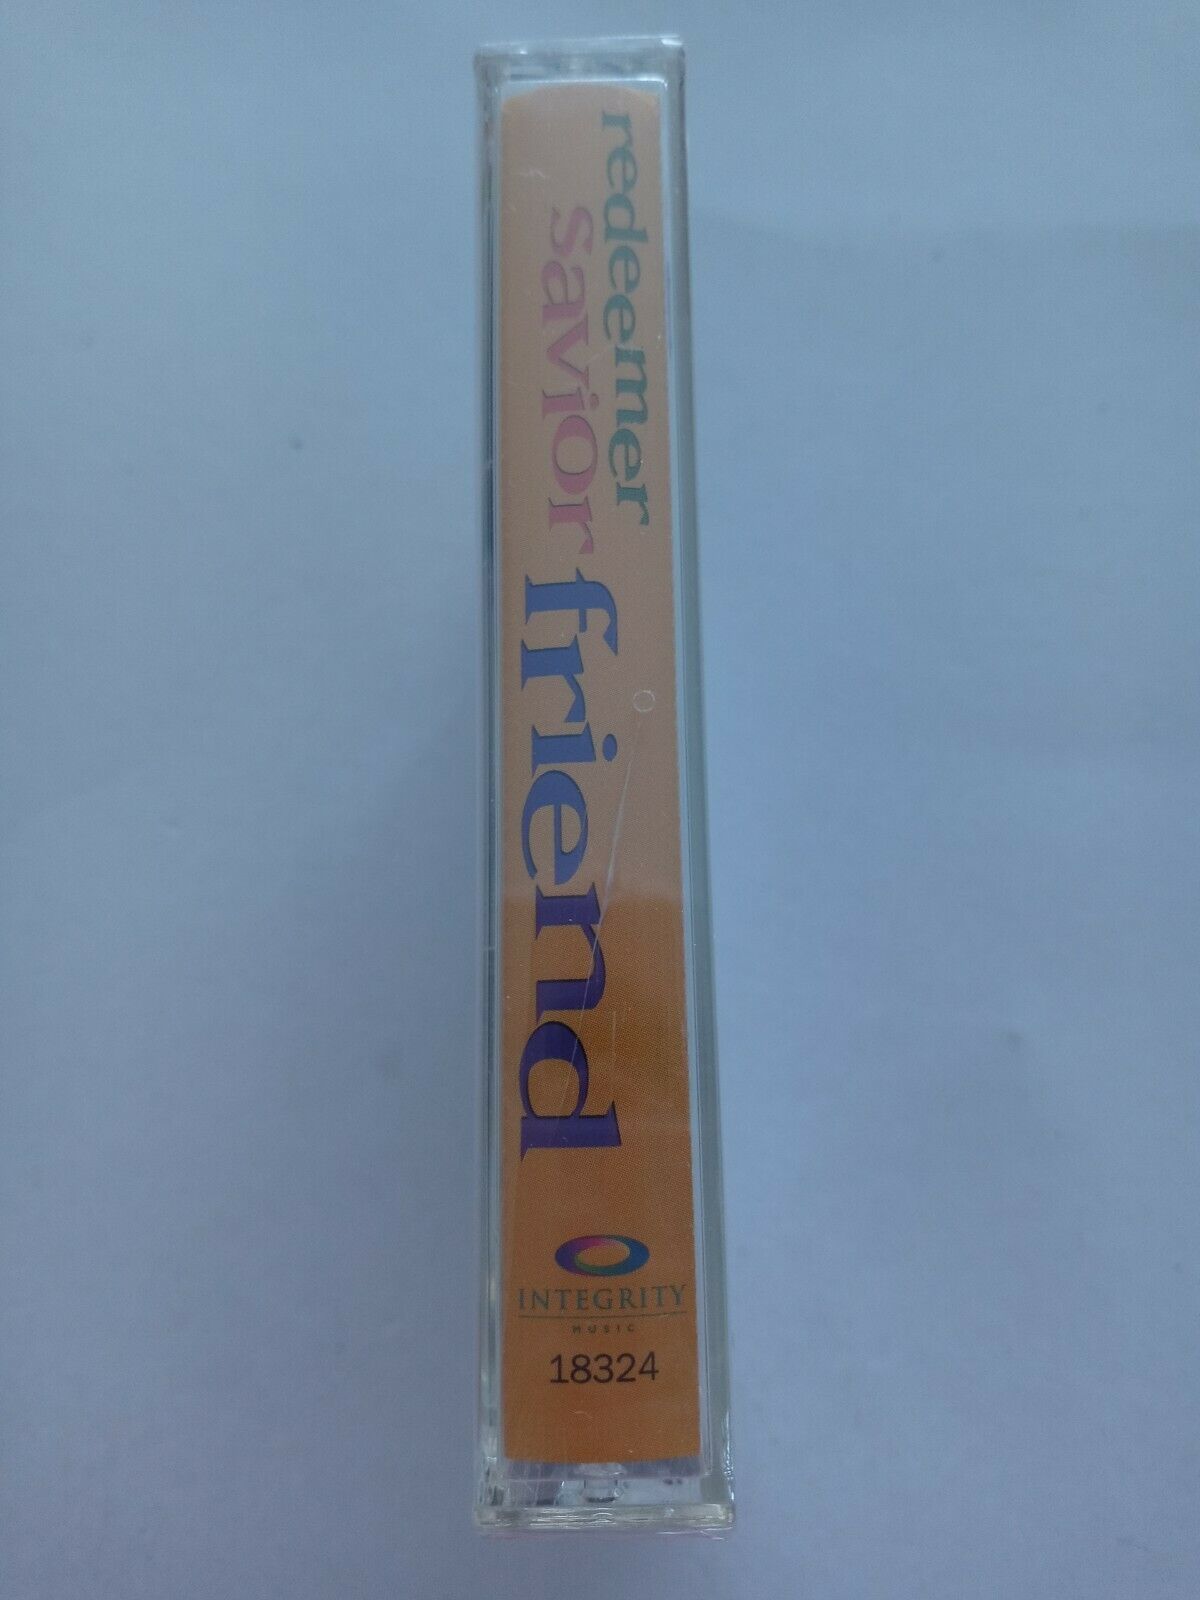 redeemer
savior
friend
INTEGRITY
MUSIC
18324